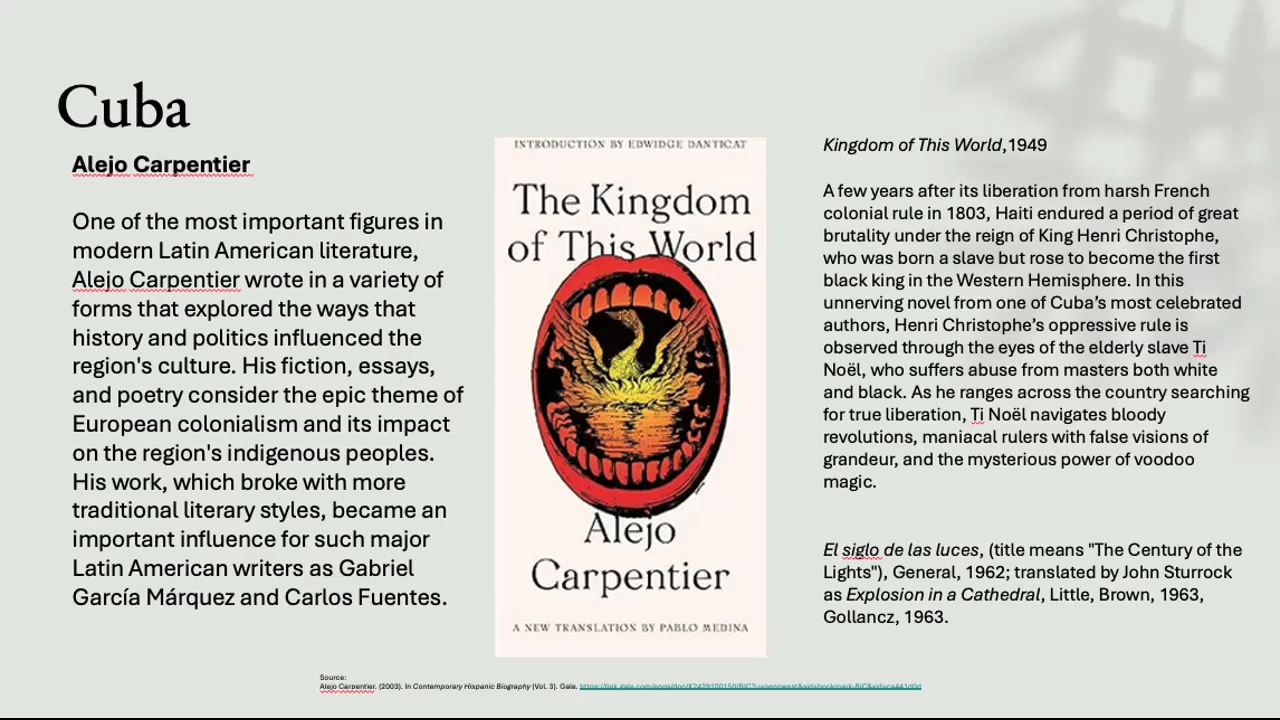 Cuba
Alejo Carpentier
One of the most important figures in
modern Latin American literature,
Alejo Carpentier wrote in a variety of
forms that explored the ways that
history and politics influenced the
region's culture. His fiction, essays,
and poetry consider the epic theme of
European colonialism and its impact
on the region's indigenous peoples.
His work, which broke with more
traditional literary styles, became an
important influence for such major
Latin American writers as Gabriel
García Márquez and Carlos Fuentes.
INTRODUCTION BY EDWIDGE DANTICAT
The Kingdom
of This World
Alejo
Carpentier
A NEW TRANSLATION BY PABLO MEDINA
Kingdom of This World,1949
A few years after its liberation from harsh French
colonial rule in 1803, Haiti endured a period of great
brutality under the reign of King Henri Christophe,
who was born a slave but rose to become the first
black king in the Western Hemisphere. In this
unnerving novel from one of Cuba’s most celebrated
authors, Henri Christophe’s oppressive rule is
observed through the eyes of the elderly slave Ti
Noël, who suffers abuse from masters both white
and black. As he ranges across the country searching
for true liberation, Ti Noël navigates bloody
revolutions, maniacal rulers with false visions of
grandeur, and the mysterious power of voodoo
magic.
El siglo de las luces, (title means "The Century of the
Lights"), General, 1962; translated by John Sturrock
as Explosion in a Cathedral, Little, Brown, 1963,
Gollancz, 1963.
Source:
Alejo Carpentier. (2003). In Contemporary Hispanic Biography (Vol. 3). Gale.